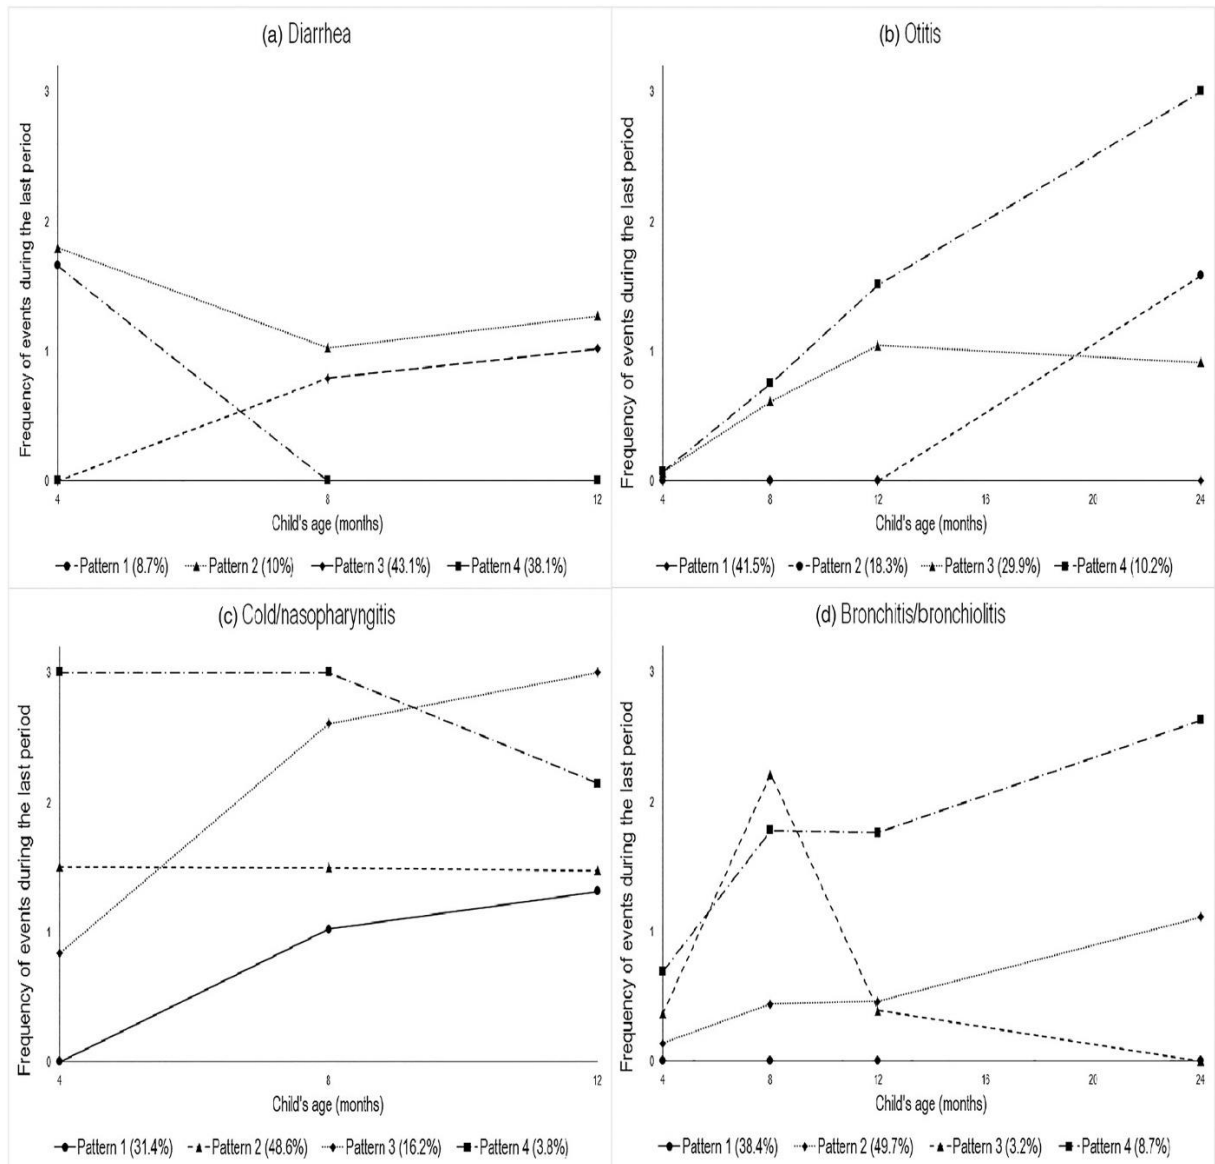 (a) Diarrhea
Frequency of events during the last period
3
2
1
0
4
8
12
Child's age (months)
Pattern 1 (8.7%) Pattern 2 (10%) Pattern 3 (43.1%) Pattern 4 (38.1%)
(b) Otitis
Frequency of events during the last period
3
2
1
0
4
8
12
16
20
24
Child's age (months)
Pattern 1 (41.5%) Pattern 2 (18.3%) Pattern 3 (29.9%) Pattern 4 (10.2%)
(c) Cold/nasopharyngitis
Frequency of events during the last period
3
2
1
0
4
8
12
Child's age (months)
Pattern 1 (31.4%) Pattern 2 (48.6%) Pattern 3 (16.2%) Pattern 4 (3.8%)
(d) Bronchitis/bronchiolitis
Frequency of events during the last period
3
2
1
0
4
8
12
16
20
24
Child's age (months)
Pattern 1 (38.4%) Pattern 2 (49.7%) Pattern 3 (3.2%) Pattern 4 (8.7%)